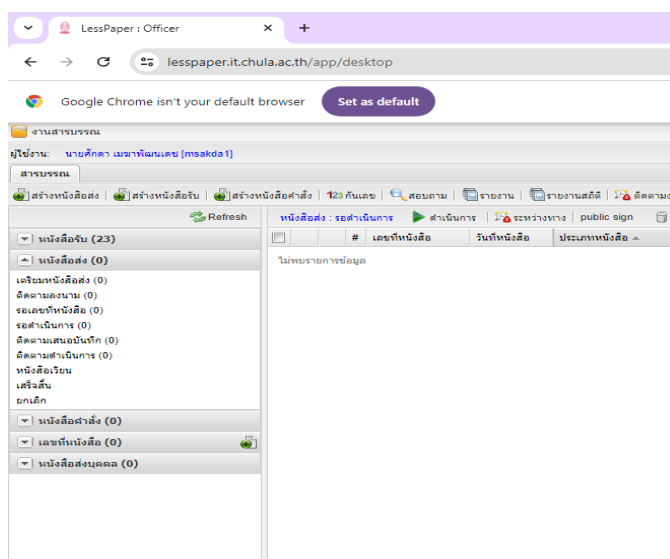 LessPaper : Officer
lesspaper.it.chula.ac.th/app/desktop
Google Chrome isn't your default browser Set as default
งานสารบรรณ
ผู้ใช้งาน: นายศักดา เมฆาพัฒนเดช [msakda1]
สารบรรณ
สร้างหนังสือส่ง สร้างหนังสือรับ สร้างหนังสือคำสั่ง 123 กันเลข สอบถาม รายงาน รายงานสถิติ
Refresh หนังสือส่ง : รอดำเนินการ ดำเนินการ ระหว่างทาง public sign
หนังสือรับ (23) # เลขที่หนังสือ วันที่หนังสือ ประเภทหนังสือ
หนังสือส่ง (0) ไม่พบรายการข้อมูล
เตรียมหนังสือส่ง (0)
ติดตามลงนาม (0)
รอเลขที่หนังสือ (0)
รอดำเนินการ (0)
ติดตามเสนอบันทึก (0)
ติดตามดำเนินการ (0)
หนังสือเวียน
เสร็จสิ้น
ยกเลิก
หนังสือคำสั่ง (0)
เลขที่หนังสือ (0)
หนังสือส่งบุคคล (0)